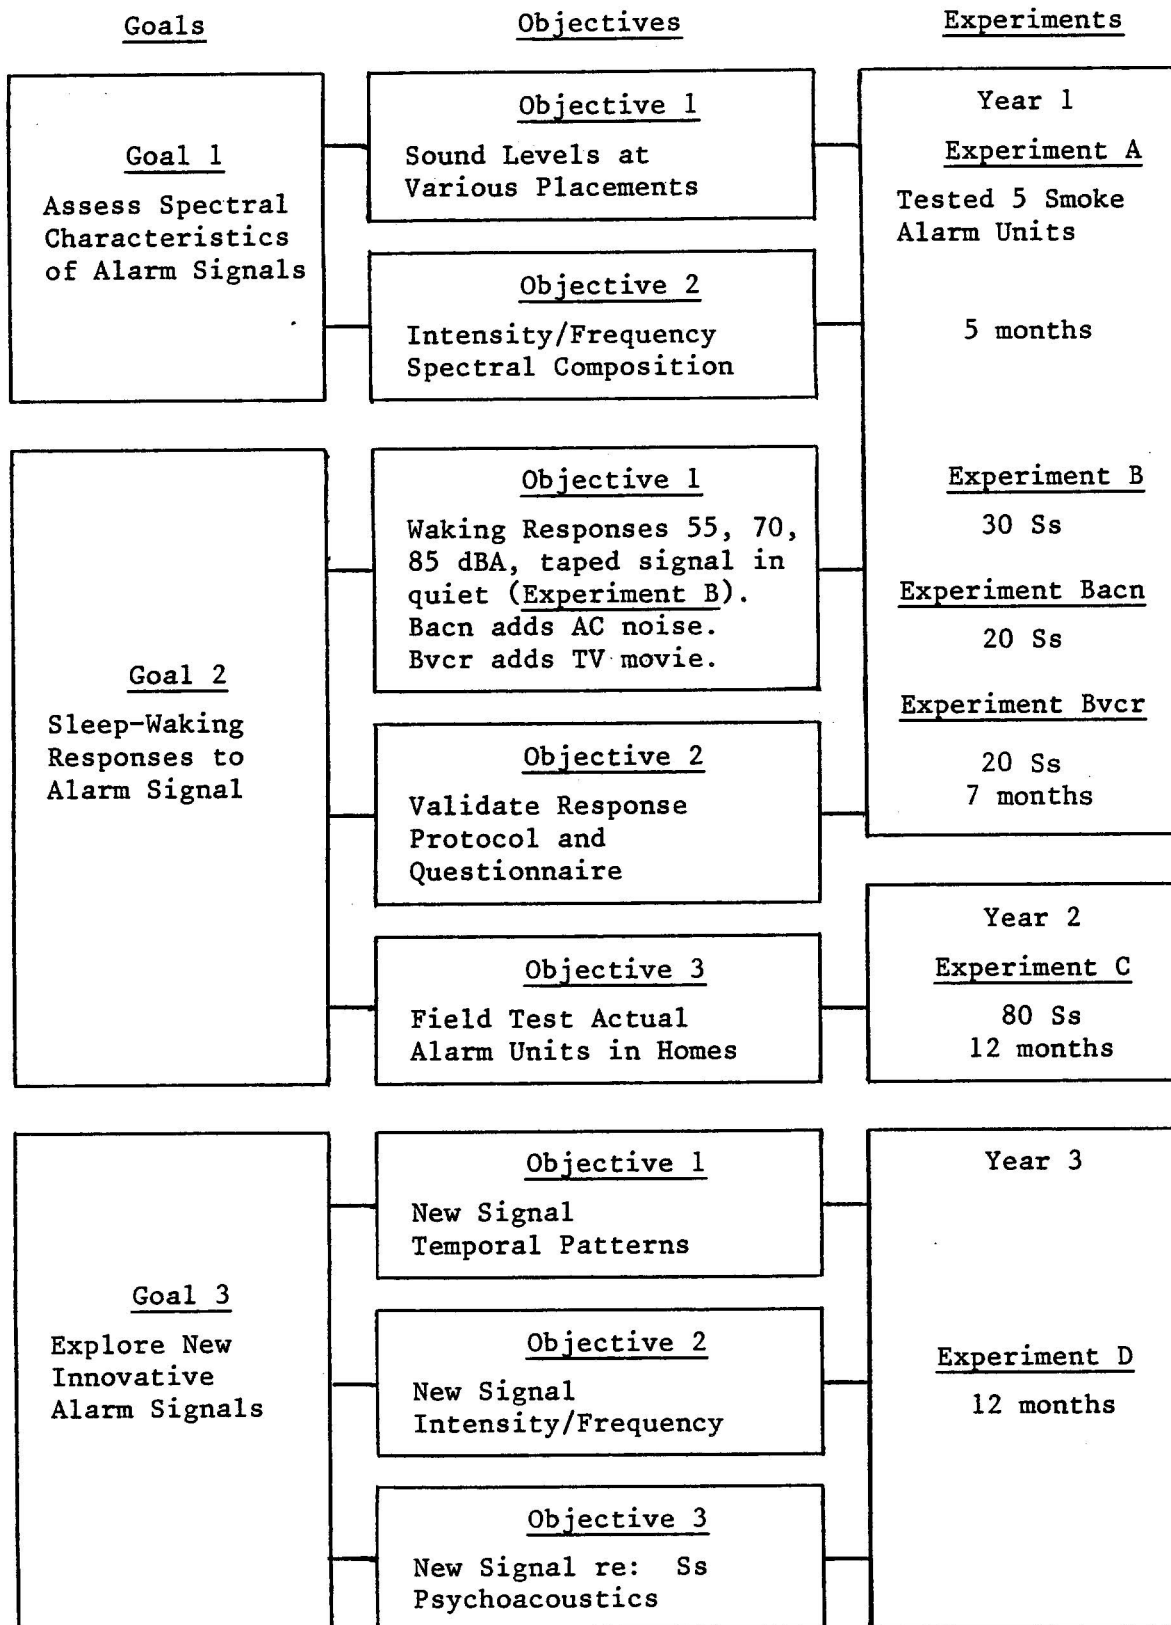 Goals
Objectives
Experiments
Goal 1
Assess Spectral
Characteristics
of Alarm Signals
Objective 1
Sound Levels at
Various Placements
Objective 2
Intensity/Frequency
Spectral Composition
Year 1
Experiment A
Tested 5 Smoke
Alarm Units
5 months
Experiment B
30 Ss
Experiment Bacn
20 Ss
Experiment Bvcr
20 Ss
7 months
Goal 2
Sleep-Waking
Responses to
Alarm Signal
Objective 1
Waking Responses 55, 70,
85 dBA, taped signal in
quiet (Experiment B).
Bacn adds AC noise.
Bvcr adds TV movie.
Objective 2
Validate Response
Protocol and
Questionnaire
Objective 3
Field Test Actual
Alarm Units in Homes
Year 2
Experiment C
80 Ss
12 months
Goal 3
Explore New
Innovative
Alarm Signals
Objective 1
New Signal
Temporal Patterns
Objective 2
New Signal
Intensity/Frequency
Objective 3
New Signal re: Ss
Psychoacoustics
Year 3
Experiment D
12 months